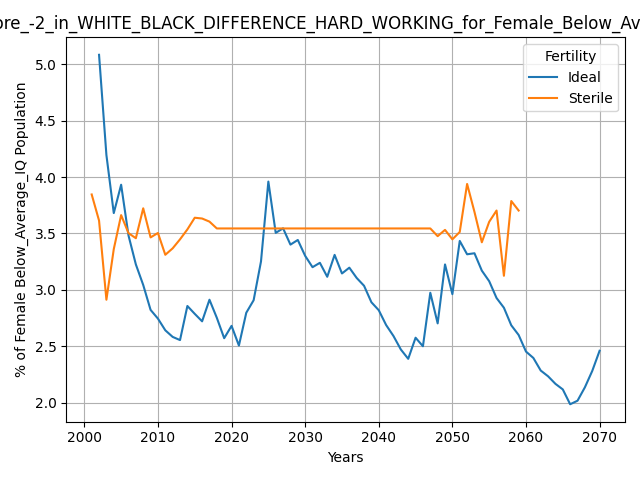 ore_-2_in_WHITE_BLACK_DIFFERENCE_HARD_WORKING_for_Female_Below_Av
% of Female Below_Average_IQ Population
5.0
4.5
4.0
3.5
3.0
2.5
2.0
Fertility
Ideal
Sterile
2000 2010 2020 2030 2040 2050 2060 2070
Years